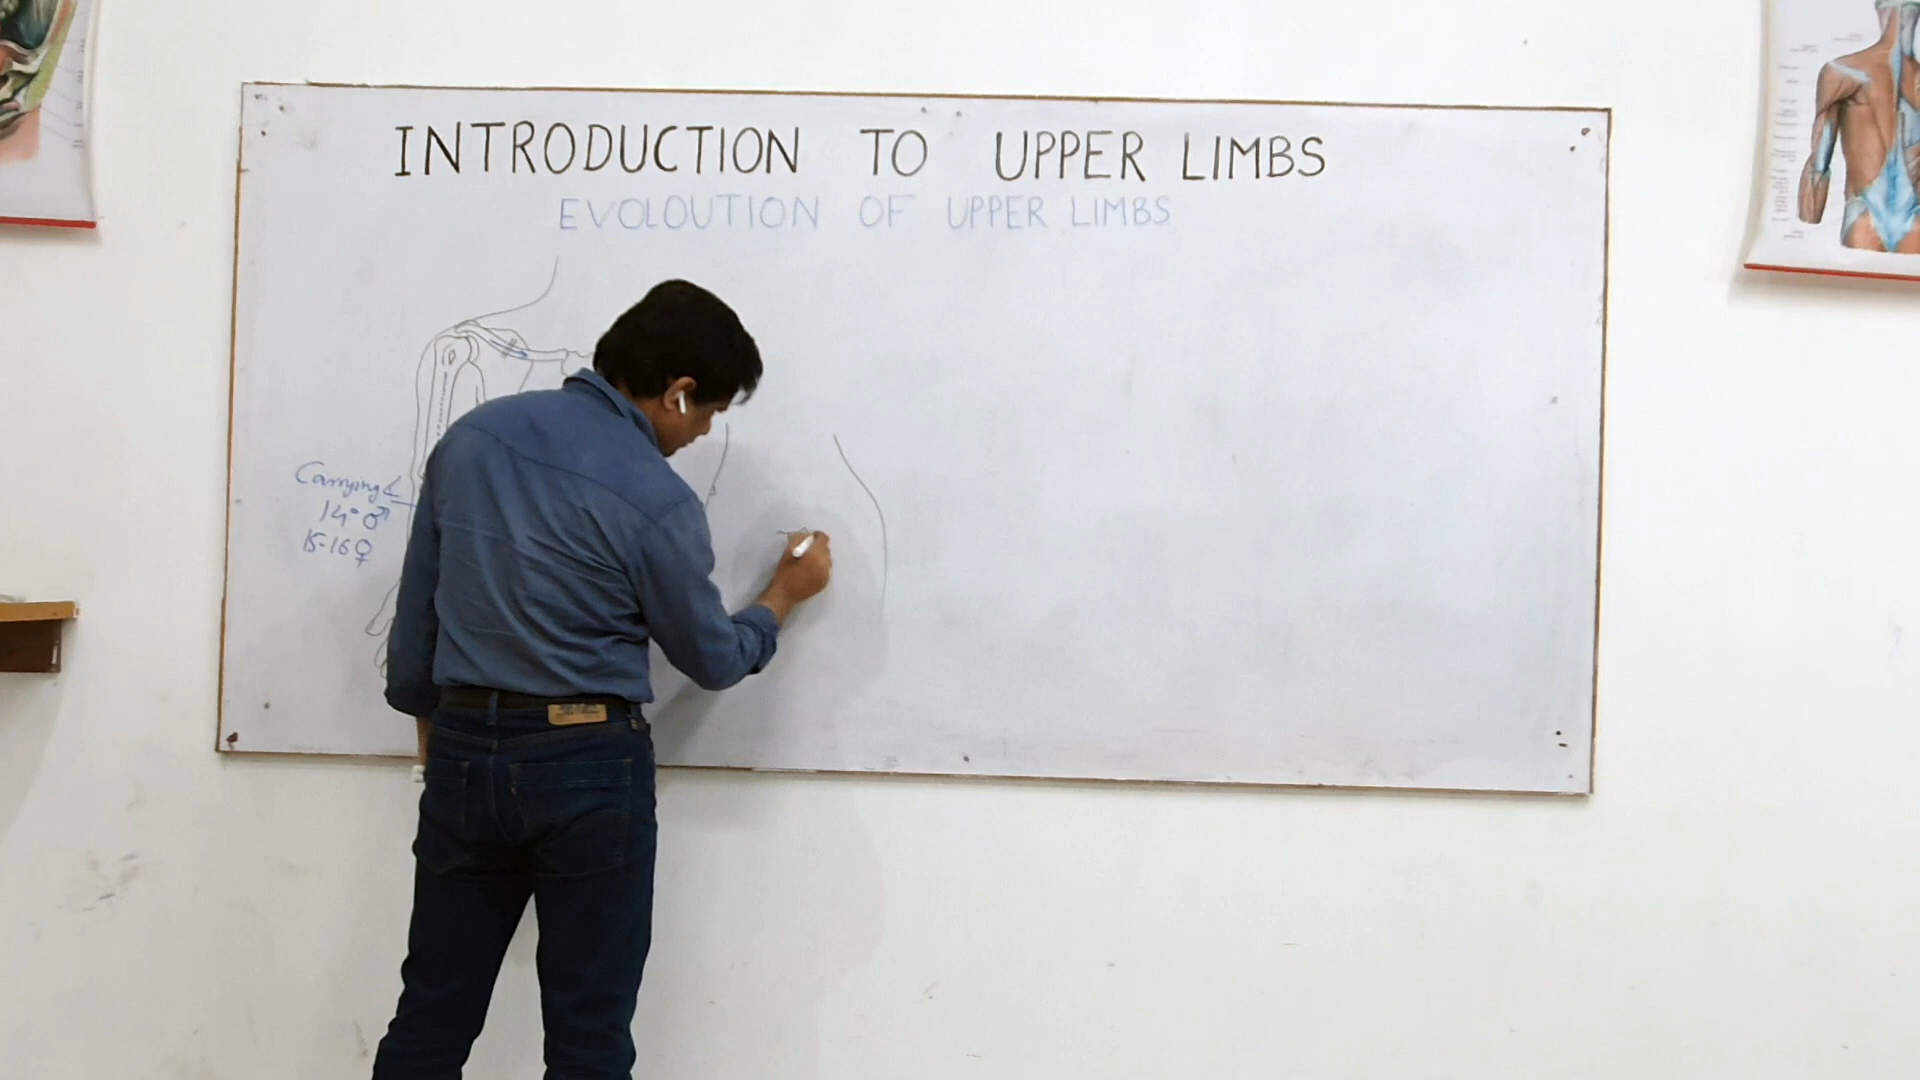 INTRODUCTION TO UPPER LIMBS
EVOLOUTION OF UPPER LIMBS
Carrying ∠
14° ♂
15-16 ♀